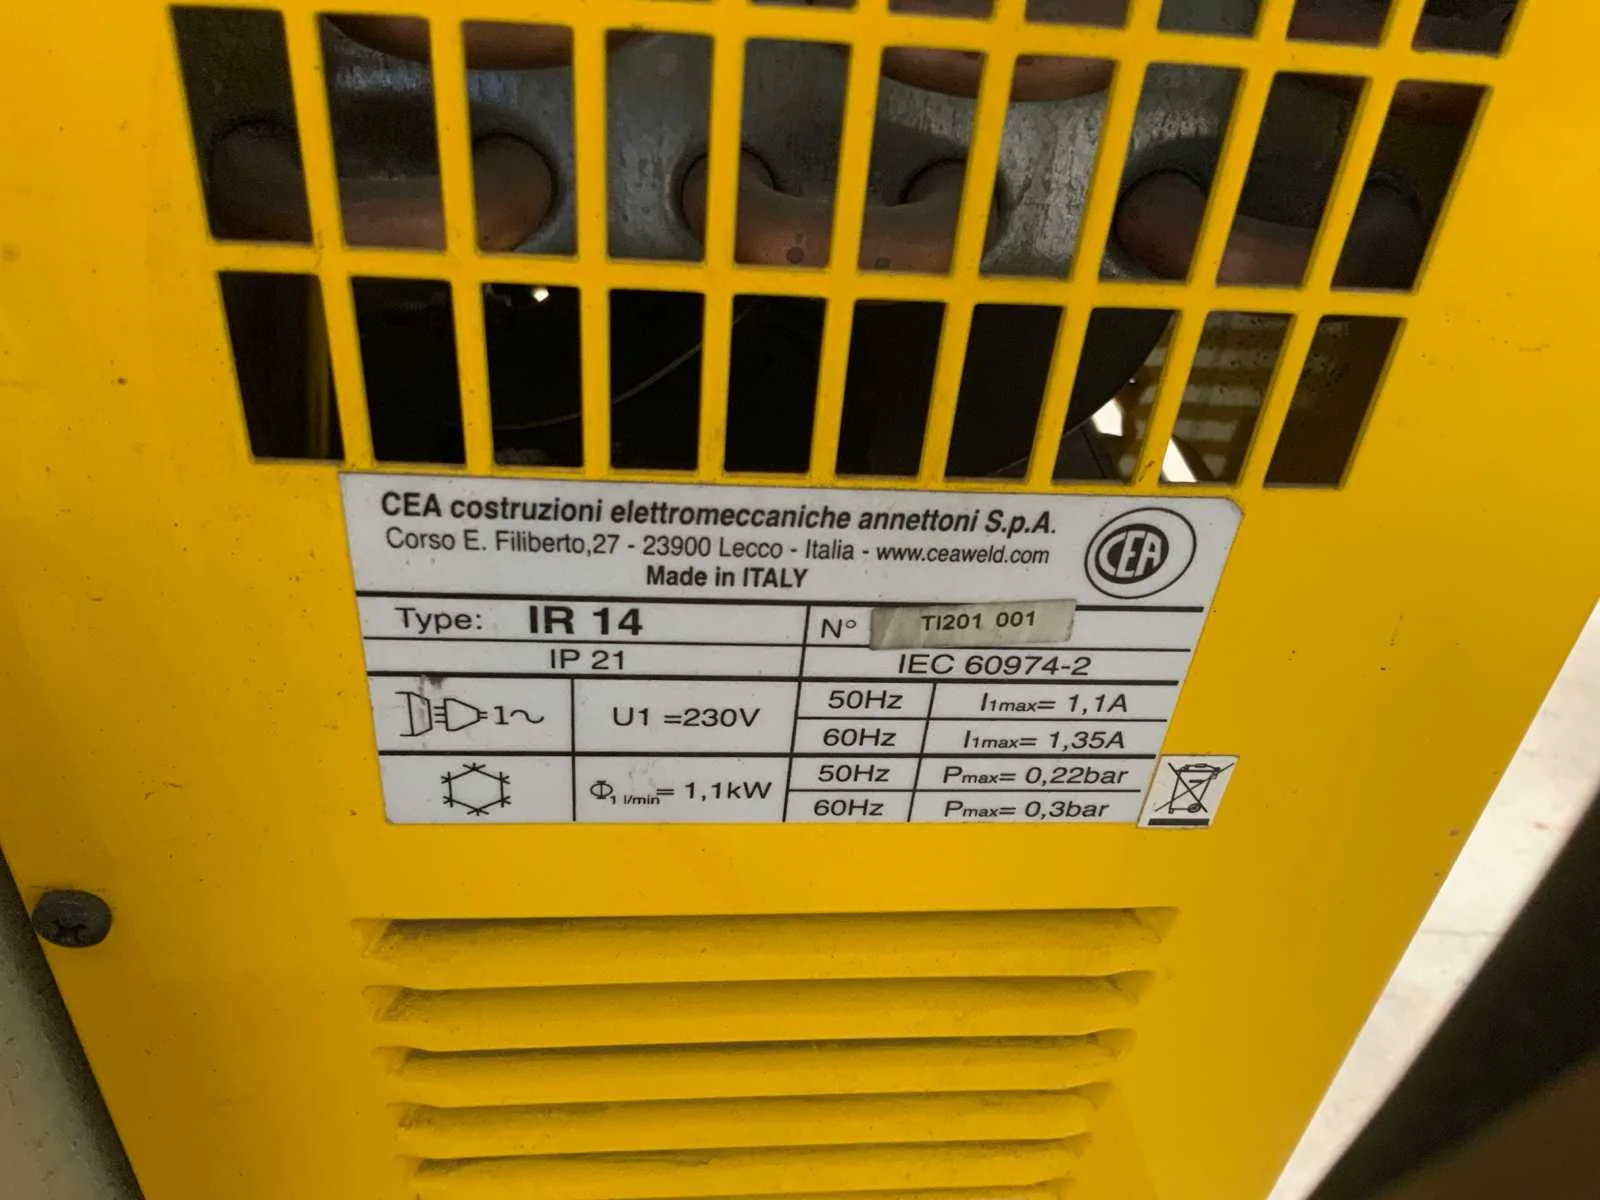 CEA costruzioni elettromeccaniche annettoni S.p.A.
Corso E. Filiberto,27 - 23900 Lecco - Italia - www.ceaweld.com
Made in ITALY
CEA
Type: IR 14
N° TI201 001
IP 21
IEC 60974-2
1~
U1 =230V
50Hz
I1max= 1,1A
60Hz
I1max= 1,35A
Φ1 l/min= 1,1kW
50Hz
Pmax= 0,22bar
60Hz
Pmax= 0,3bar